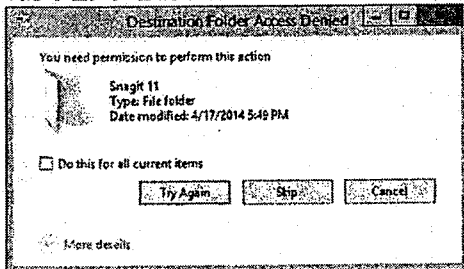 Destination Folder Access Denied
You need permission to perform this action
Snagit 11
Type: File folder
Date modified: 4/17/2014 5:49 PM
Do this for all current items
Try Again Skip Cancel
More details